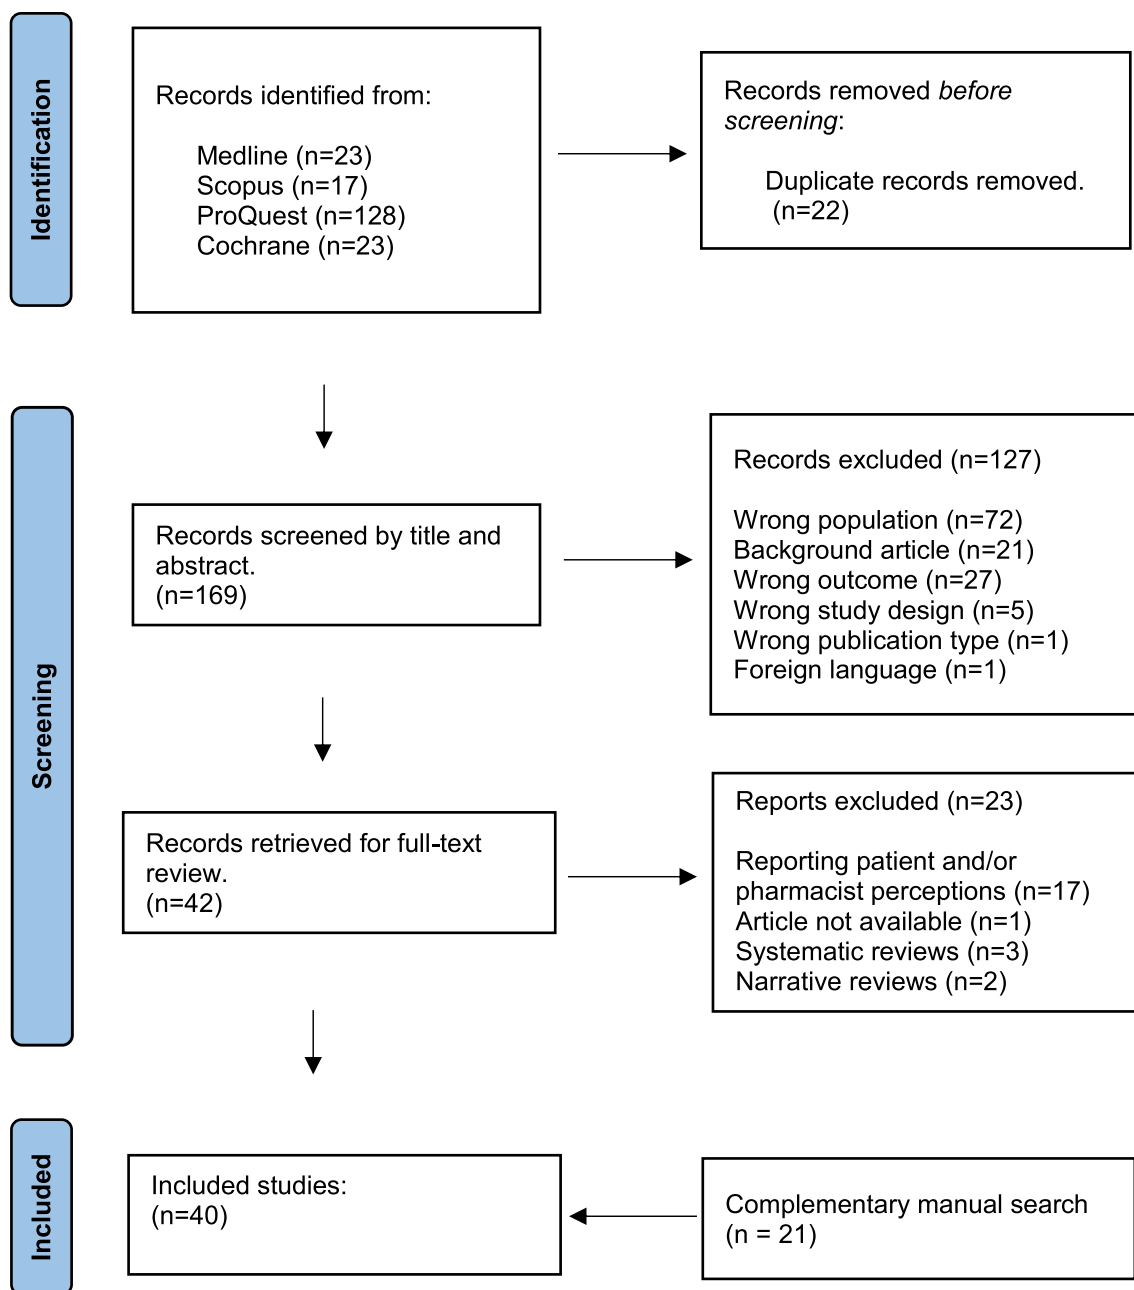 Identification
Records identified from:
Medline (n=23)
Scopus (n=17)
ProQuest (n=128)
Cochrane (n=23)
Records removed before
screening:
Duplicate records removed.
(n=22)
Screening
Records screened by title and
abstract.
(n=169)
Records excluded (n=127)
Wrong population (n=72)
Background article (n=21)
Wrong outcome (n=27)
Wrong study design (n=5)
Wrong publication type (n=1)
Foreign language (n=1)
Records retrieved for full-text
review.
(n=42)
Reports excluded (n=23)
Reporting patient and/or
pharmacist perceptions (n=17)
Article not available (n=1)
Systematic reviews (n=3)
Narrative reviews (n=2)
Included
Included studies:
(n=40)
Complementary manual search
(n = 21)